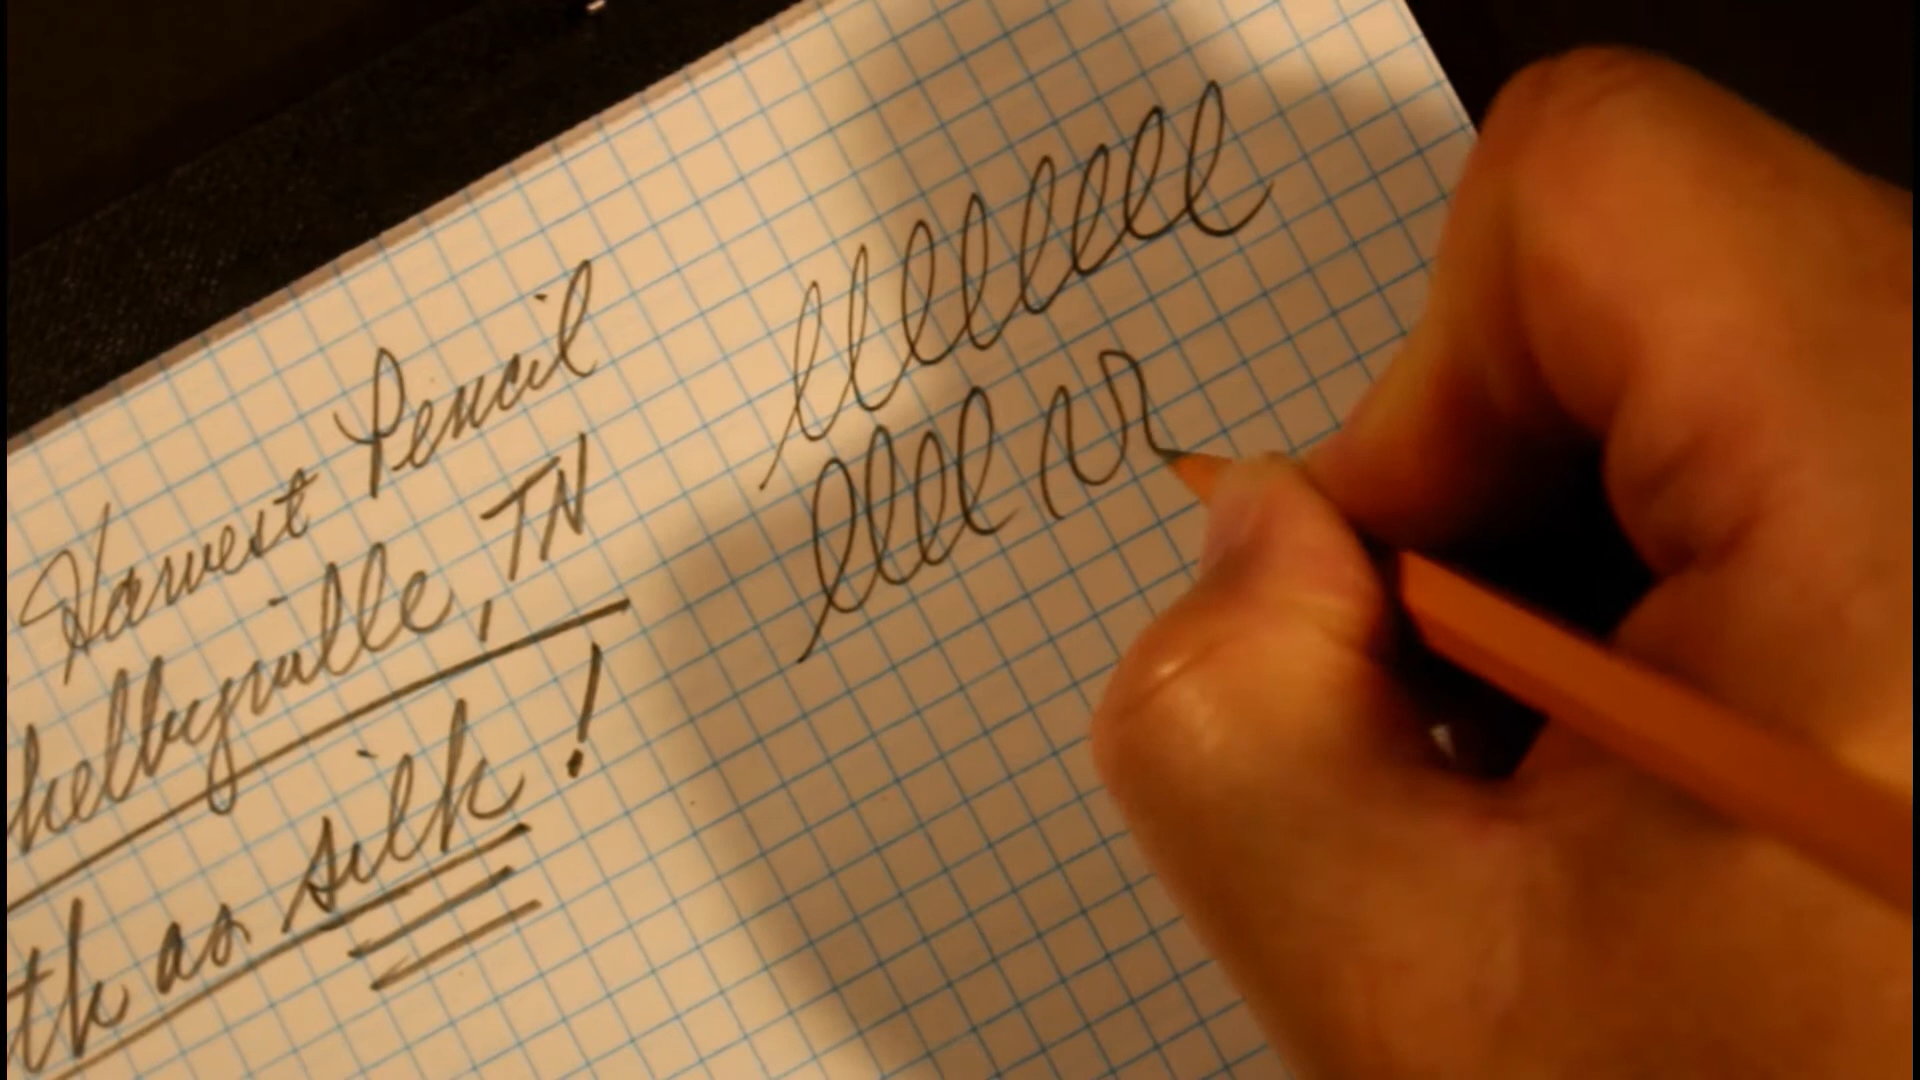 Harvest Pencil
helbyville, TN
th as silk!